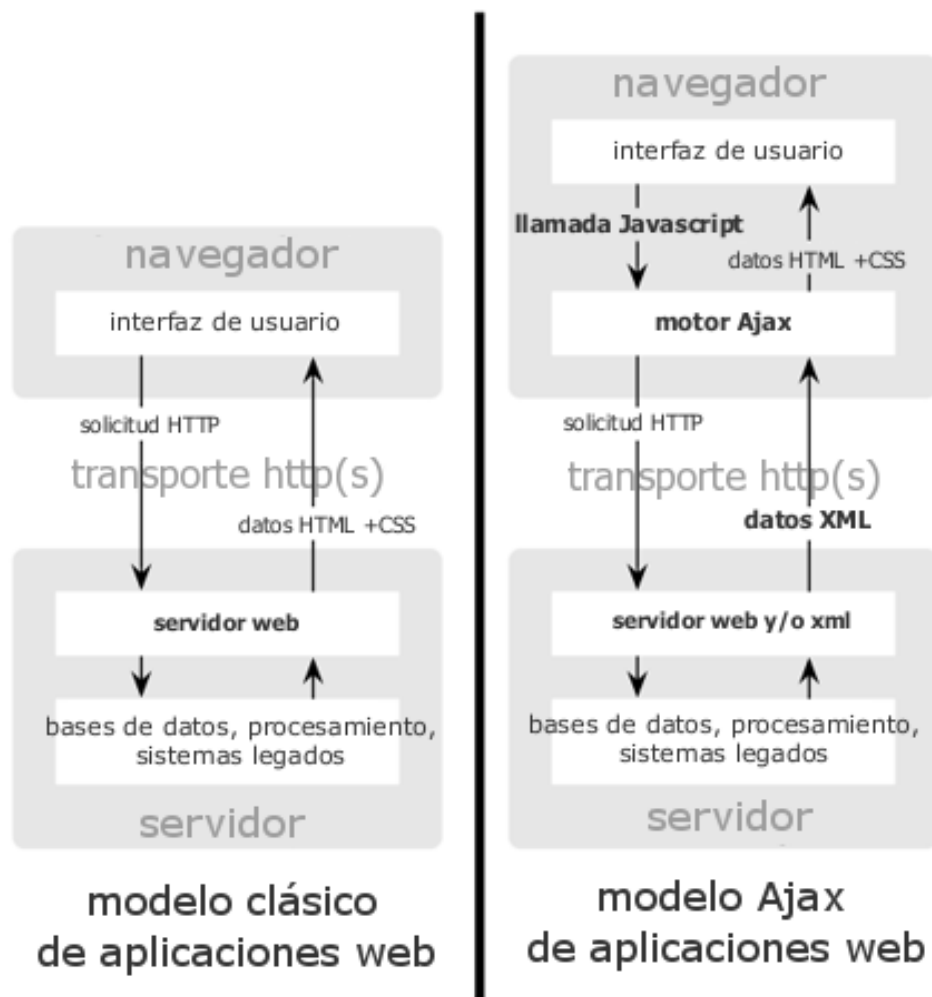 navegador
interfaz de usuario
solicitud HTTP
transporte http(s)
datos HTML +CSS
servidor web
bases de datos, procesamiento,
sistemas legados
servidor
modelo clásico
de aplicaciones web
navegador
interfaz de usuario
llamada Javascript
datos HTML +CSS
motor Ajax
solicitud HTTP
transporte http(s)
datos XML
servidor web y/o xml
bases de datos, procesamiento,
sistemas legados
servidor
modelo Ajax
de aplicaciones web